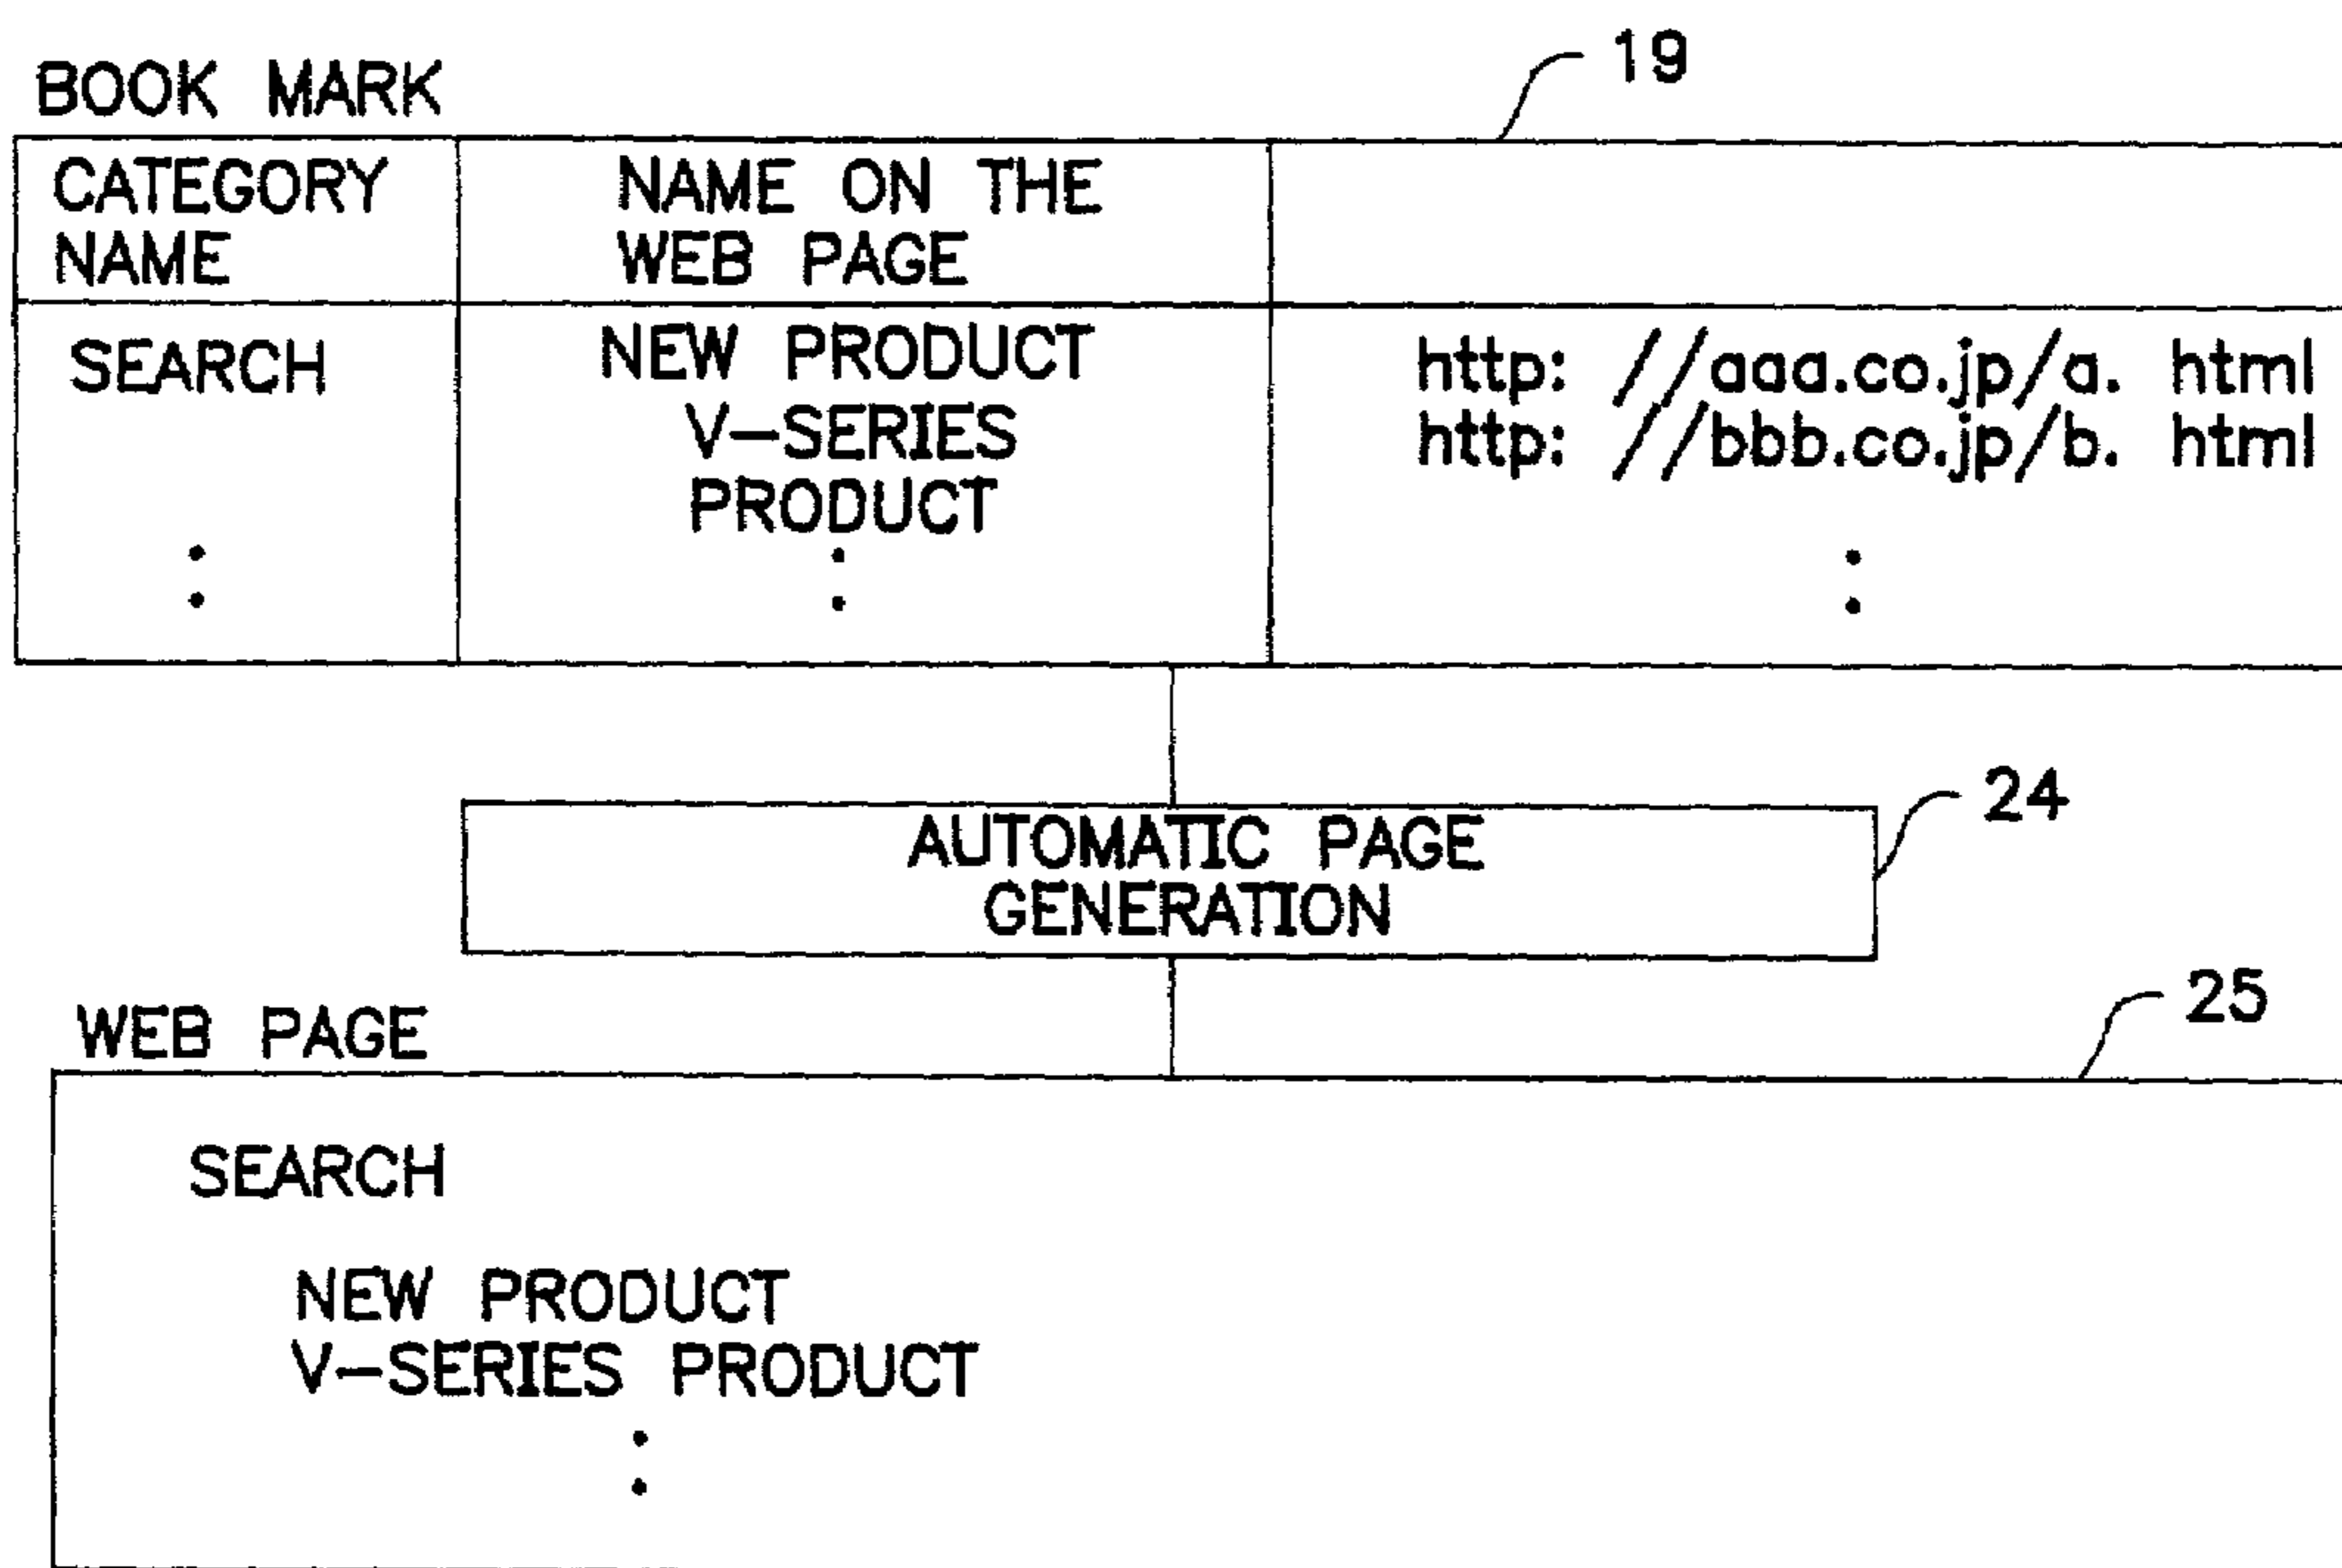 19
BOOK MARK
CATEGORY NAME ON THE
NAME WEB PAGE
SEARCH NEW PRODUCT http: //aaa.co.jp/a. html
V-SERIES http: //bbb.co.jp/b. html
PRODUCT
: : :
24
AUTOMATIC PAGE
GENERATION
25
WEB PAGE
SEARCH
NEW PRODUCT
V-SERIES PRODUCT
: